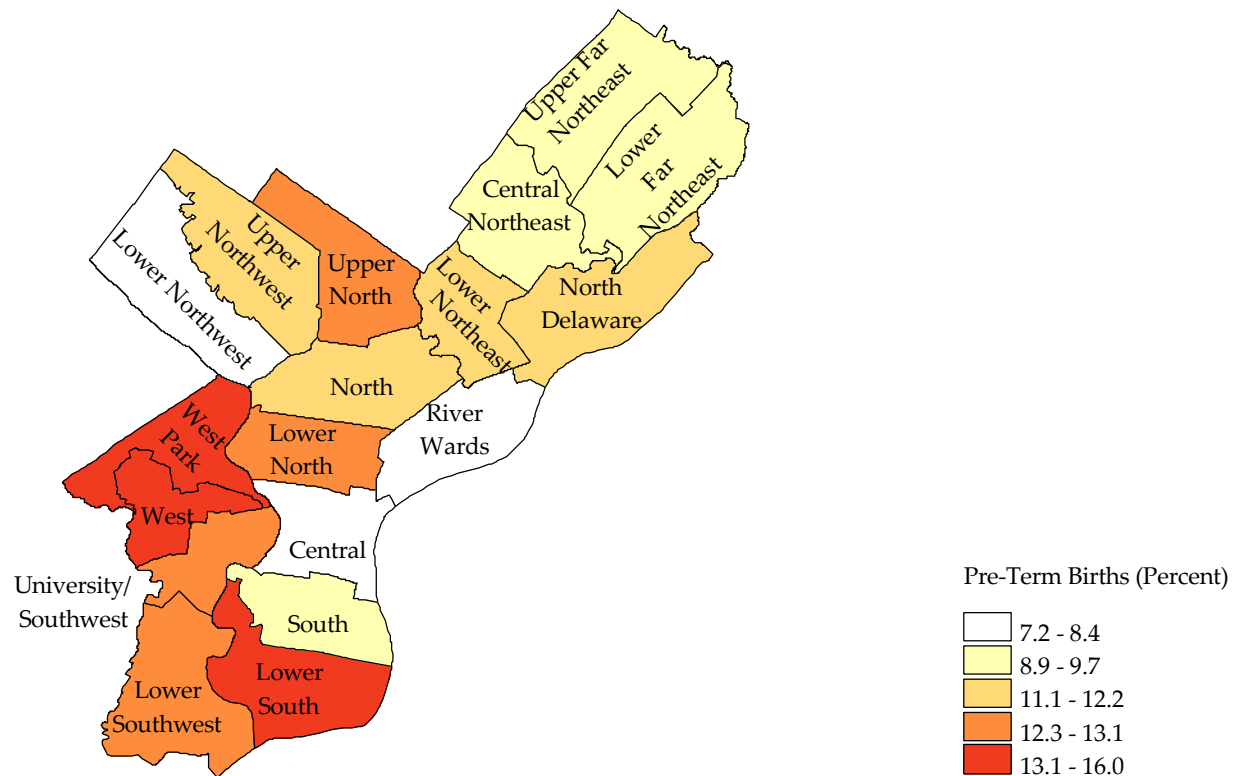 Upper Far
Northeast
Lower
Far
Northeast
Central
Northeast
Upper
Northwest
Lower Northwest
Upper
North
Lower
Northeast
North
Delaware
North
River
Wards
West
Park
Lower
North
West
Central
University/
Southwest
South
Lower
South
Lower
Southwest
Pre-Term Births (Percent)
7.2 - 8.4
8.9 - 9.7
11.1 - 12.2
12.3 - 13.1
13.1 - 16.0